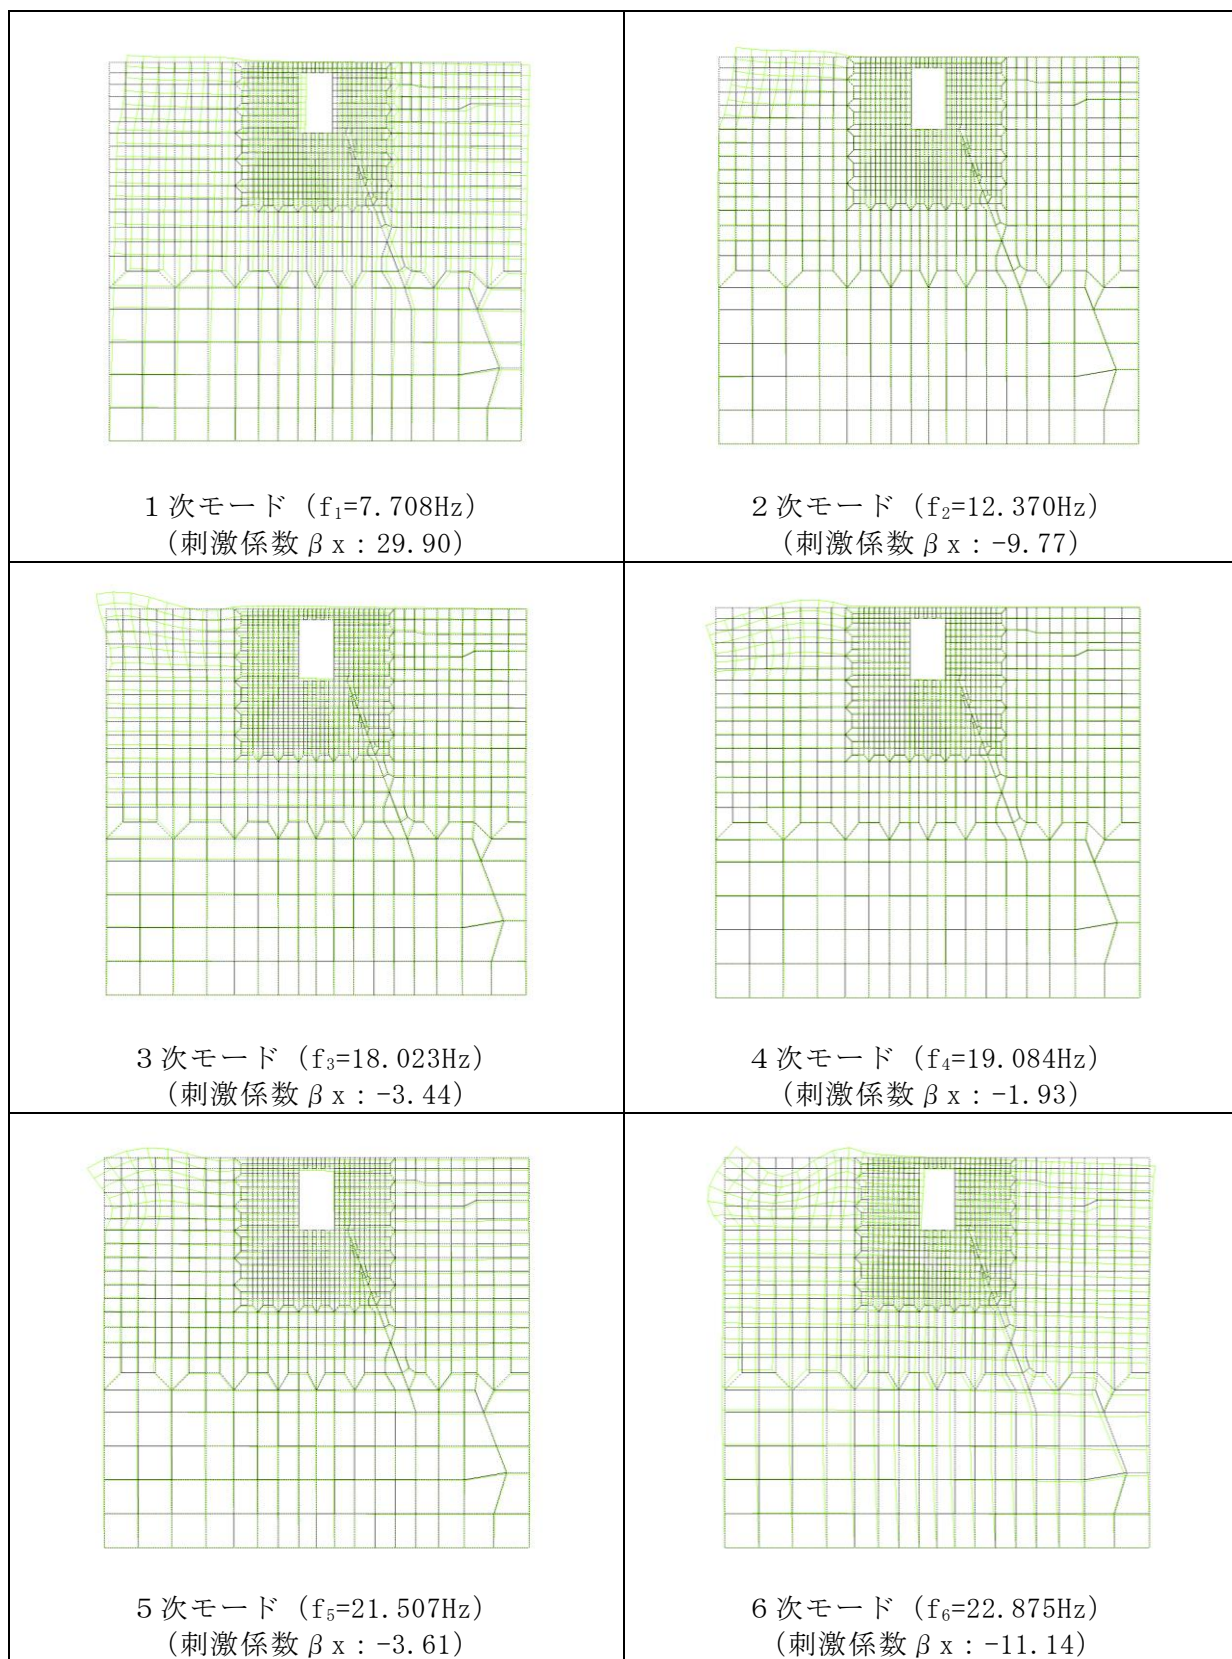 1次モード (f₁=7.708Hz)
(刺激係数βx:29.90)
2次モード (f₂=12.370Hz)
(刺激係数βx:-9.77)
3次モード (f₃=18.023Hz)
(刺激係数βx:-3.44)
4次モード (f₄=19.084Hz)
(刺激係数βx:-1.93)
5次モード (f₅=21.507Hz)
(刺激係数βx:-3.61)
6次モード (f₆=22.875Hz)
(刺激係数βx:-11.14)